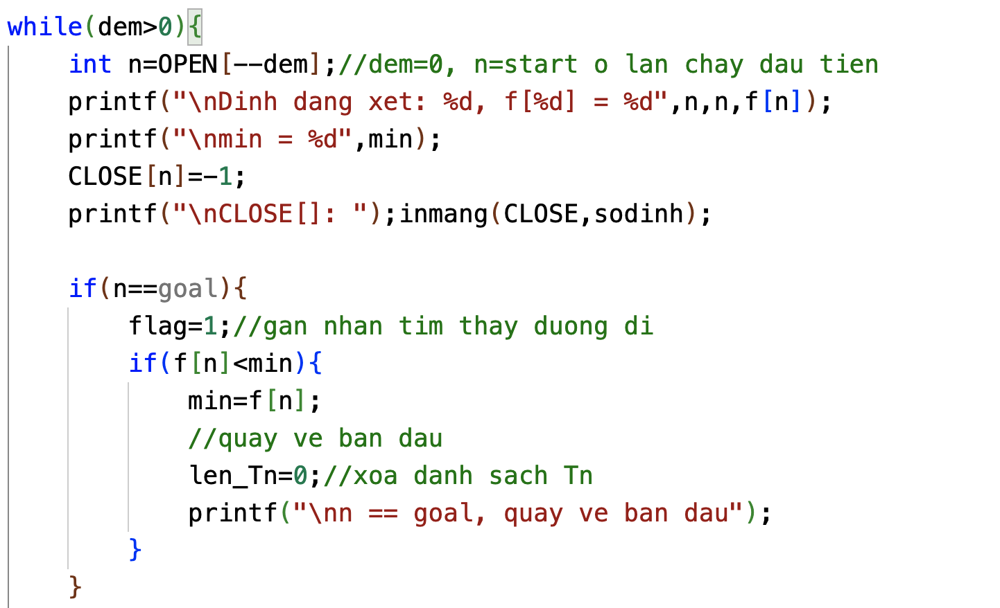 while(dem>0){
    int n=OPEN[--dem];//dem=0, n=start o lan chay dau tien
    printf("\nDinh dang xet: %d, f[%d] = %d",n,n,f[n]);
    printf("\nmin = %d",min);
    CLOSE[n]=-1;
    printf("\nCLOSE[]: ");inmang(CLOSE,sodinh);

    if(n==goal){
        flag=1;//gan nhan tim thay duong di
        if(f[n]<min){
            min=f[n];
            //quay ve ban dau
            len_Tn=0;//xoa danh sach Tn
            printf("\nn == goal, quay ve ban dau");
        }
    }